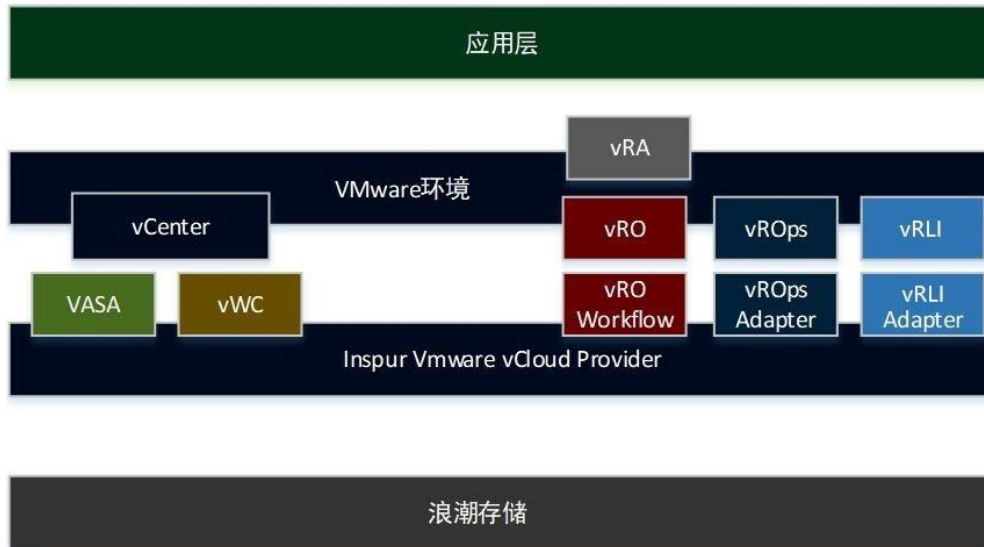 应用层
vRA
VMware环境
vCenter
vRO
vROps
vRLI
VASA
vWC
vRO
Workflow
vROps
Adapter
vRLI
Adapter
Inspur Vmware vCloud Provider
浪潮存储